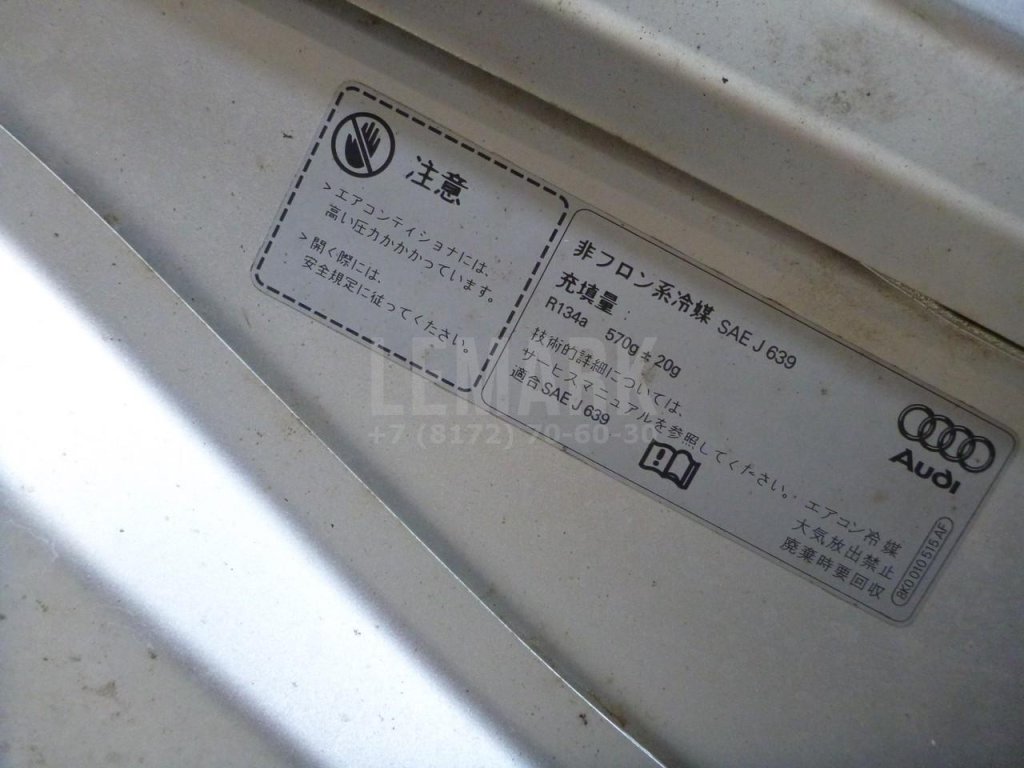 注意
>エアコンディショナには、
高い圧力がかかっています。
>開く際には、
安全規定に従ってください。
非フロン系冷媒 SAE J 639
充填量:
R134a 570g ± 20g
技術的詳細については、
サービスマニュアルを参照してください。
適合SAE J 639
Audi
エアコン冷媒
大気放出禁止
廃棄時要回収
8K0 010 515 AF
LEMARK
+7 (8172) 70-60-30